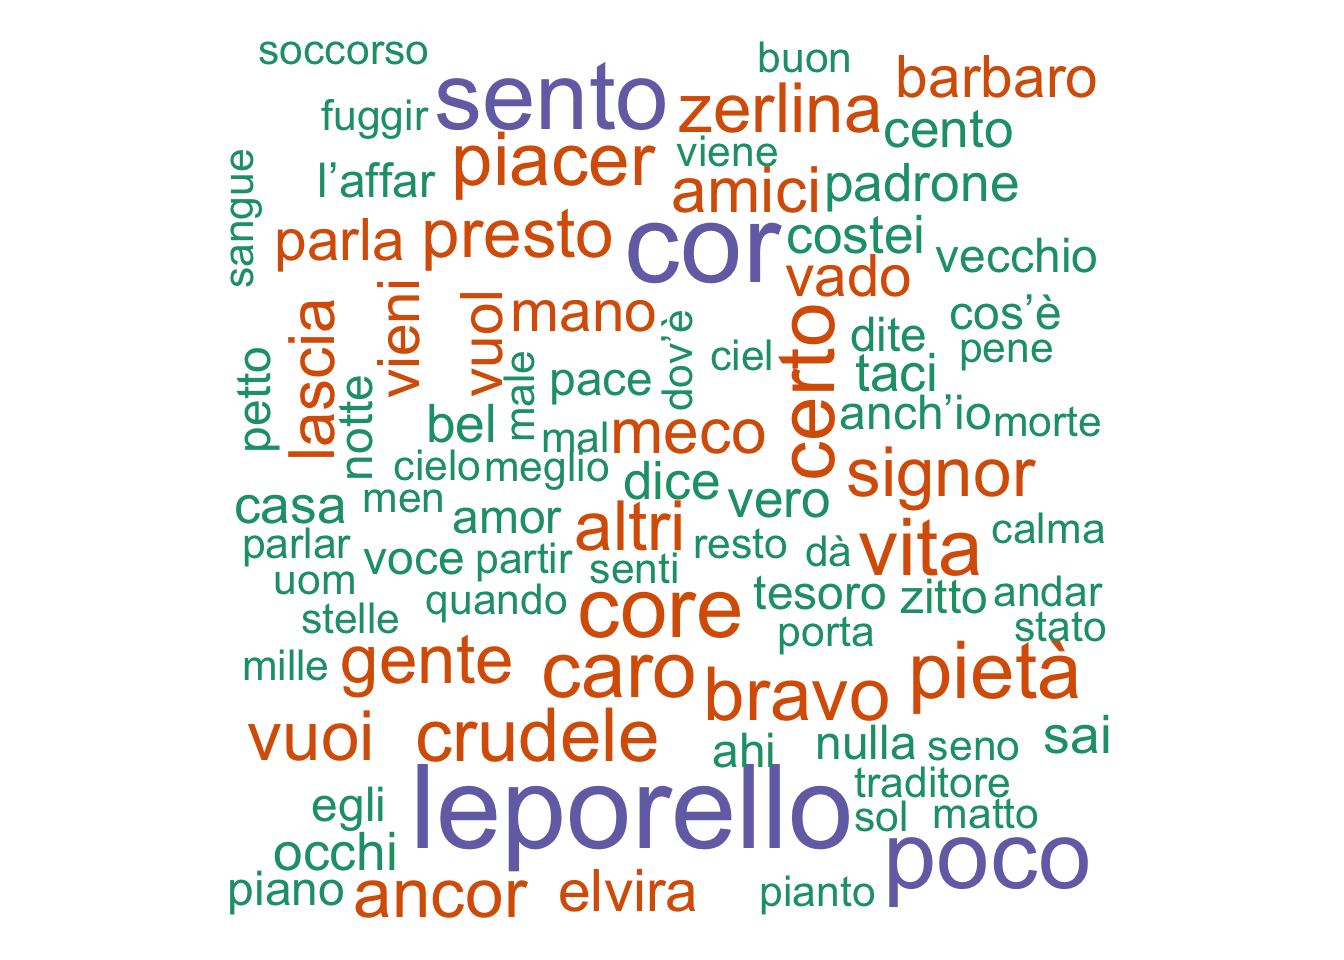 soccorso
buon
sento
barbaro
fuggir
zerlina
cento
piacer
viene
l’affar
amici
padrone
sangue
parla
presto
cor
costei
vecchio
vado
lascia
vieni
vuol
mano
dov’è
certo
cos’è
dite
pene
ciel
petto
notte
male
pace
taci
bel
mal
meco
anch’io
morte
cielo
meglio
dice
signor
casa
men
amor
altri
vero
calma
parlar
voce
partir
senti
resto
dà
vita
uom
stelle
quando
core
tesoro
zitto
andar
porta
stato
mille
gente
caro
bravo
pietà
vuoi
crudele
ahi
nulla
seno
sai
egli
leporello
traditore
sol
matto
occhi
poco
piano
ancor
elvira
pianto